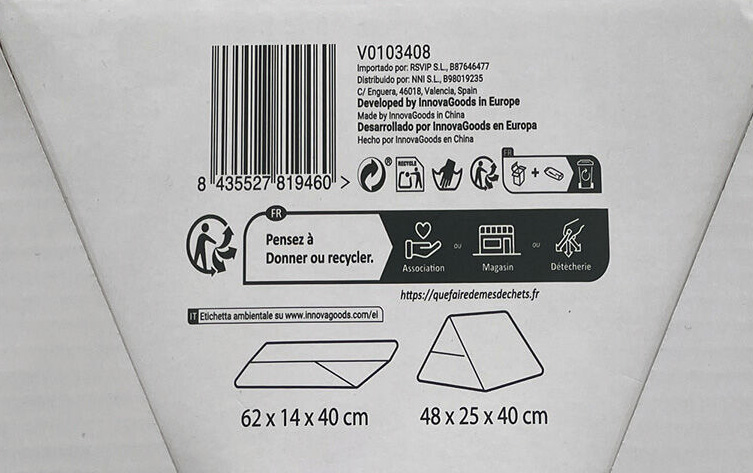 V0103408
Importado por: RSVIP S.L., B87646477
Distribuido por: NNI S.L., B98019235
C/ Enguera, 46018, Valencia, Spain
Developed by InnovaGoods in Europe
Made by InnovaGoods in China
Desarrollado por InnovaGoods en Europa
Hecho por InnovaGoods en China
8 435527 819460 >
®
RECYCLE
FR
+
FR
Pensez à
Donner ou recycler.
Association
OU
Magasin
OU
Déterchie
https://quefairedemesdechets.fr
IT Etichetta ambientale su www.innovagoods.com/el
62 x 14 x 40 cm
48 x 25 x 40 cm